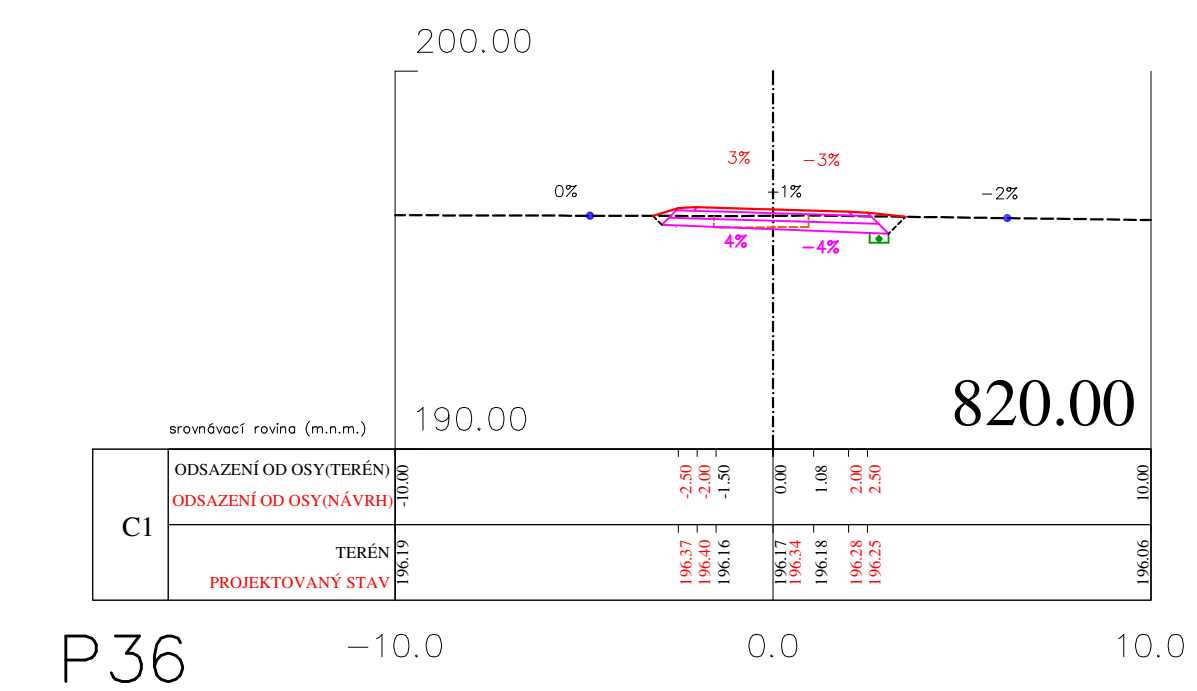 200.00
3% -3%
0% +1% -2%
4% -4%
820.00
190.00
srovnávací rovina (m.n.m.)
C1
ODSAZENÍ OD OSY(TERÉN)
ODSAZENÍ OD OSY(NÁVRH)
-10.00 -2.50 -2.00 -1.50 0.00 1.08 2.00 2.50 10.00
TERÉN
PROJEKTOVANÝ STAV
196.19 196.37 196.40 196.16 196.17 196.34 196.18 196.28 196.25 196.06
P36
-10.0 0.0 10.0